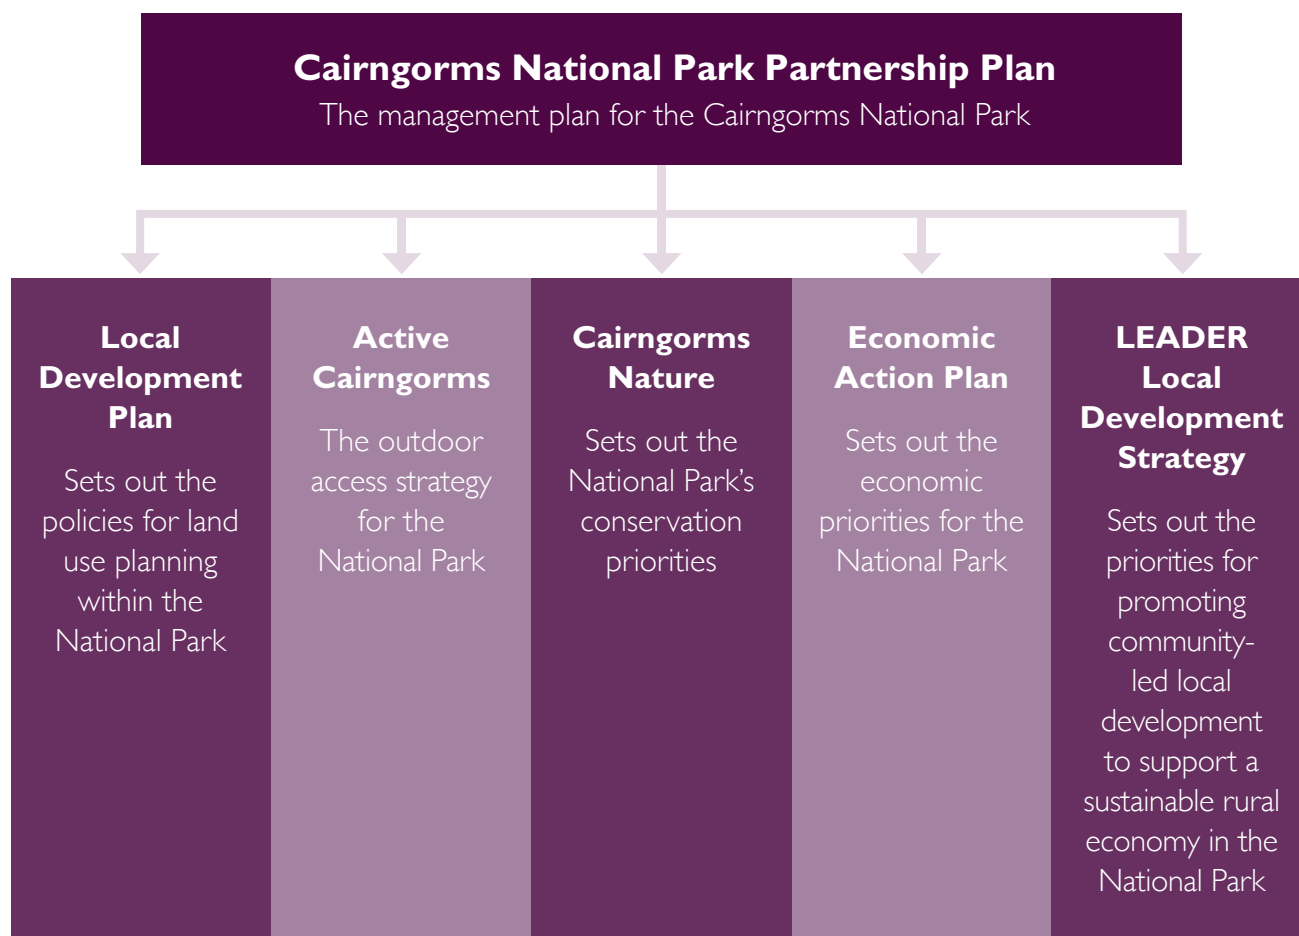 Cairngorms National Park Partnership Plan
The management plan for the Cairngorms National Park
Local
Development
Plan
Sets out the
policies for land
use planning
within the
National Park
Active
Cairngorms
The outdoor
access strategy
for the
National Park
Cairngorms
Nature
Sets out the
National Park’s
conservation
priorities
Economic
Action Plan
Sets out the
economic
priorities for the
National Park
LEADER
Local
Development
Strategy
Sets out the
priorities for
promoting
community-
led local
development
to support a
sustainable rural
economy in the
National Park